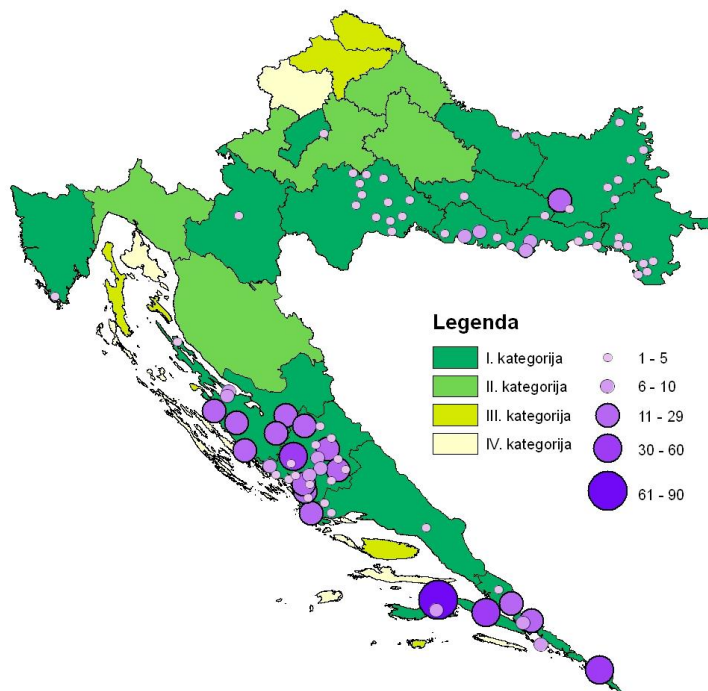 Legenda
I. kategorija
II. kategorija
III. kategorija
IV. kategorija
1 - 5
6 - 10
11 - 29
30 - 60
61 - 90